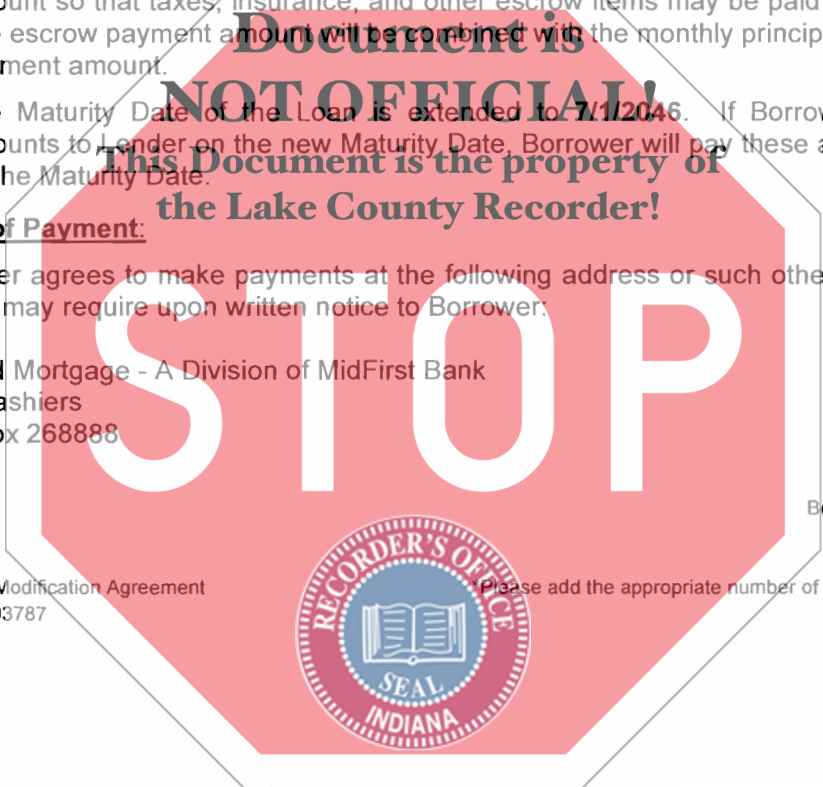 unt so that taxes, insurance, and other escrow items may be paid
escrow payment amount will be combined with the monthly princip
ment amount.
Document is
NOT OFFICIAL!
This Document is the property of
the Lake County Recorder!
Maturity Date of the Loan is extended to 7/1/2046. If Borrow
ounts to Lender on the new Maturity Date, Borrower will pay these a
he Maturity Date.
of Payment:
er agrees to make payments at the following address or such othe
may require upon written notice to Borrower:
STOP
d Mortgage - A Division of MidFirst Bank
ashiers
ox 268888
Bo
Modification Agreement
*Please add the appropriate number of
03787
RECORDER'S OFFICE
SEAL
INDIANA